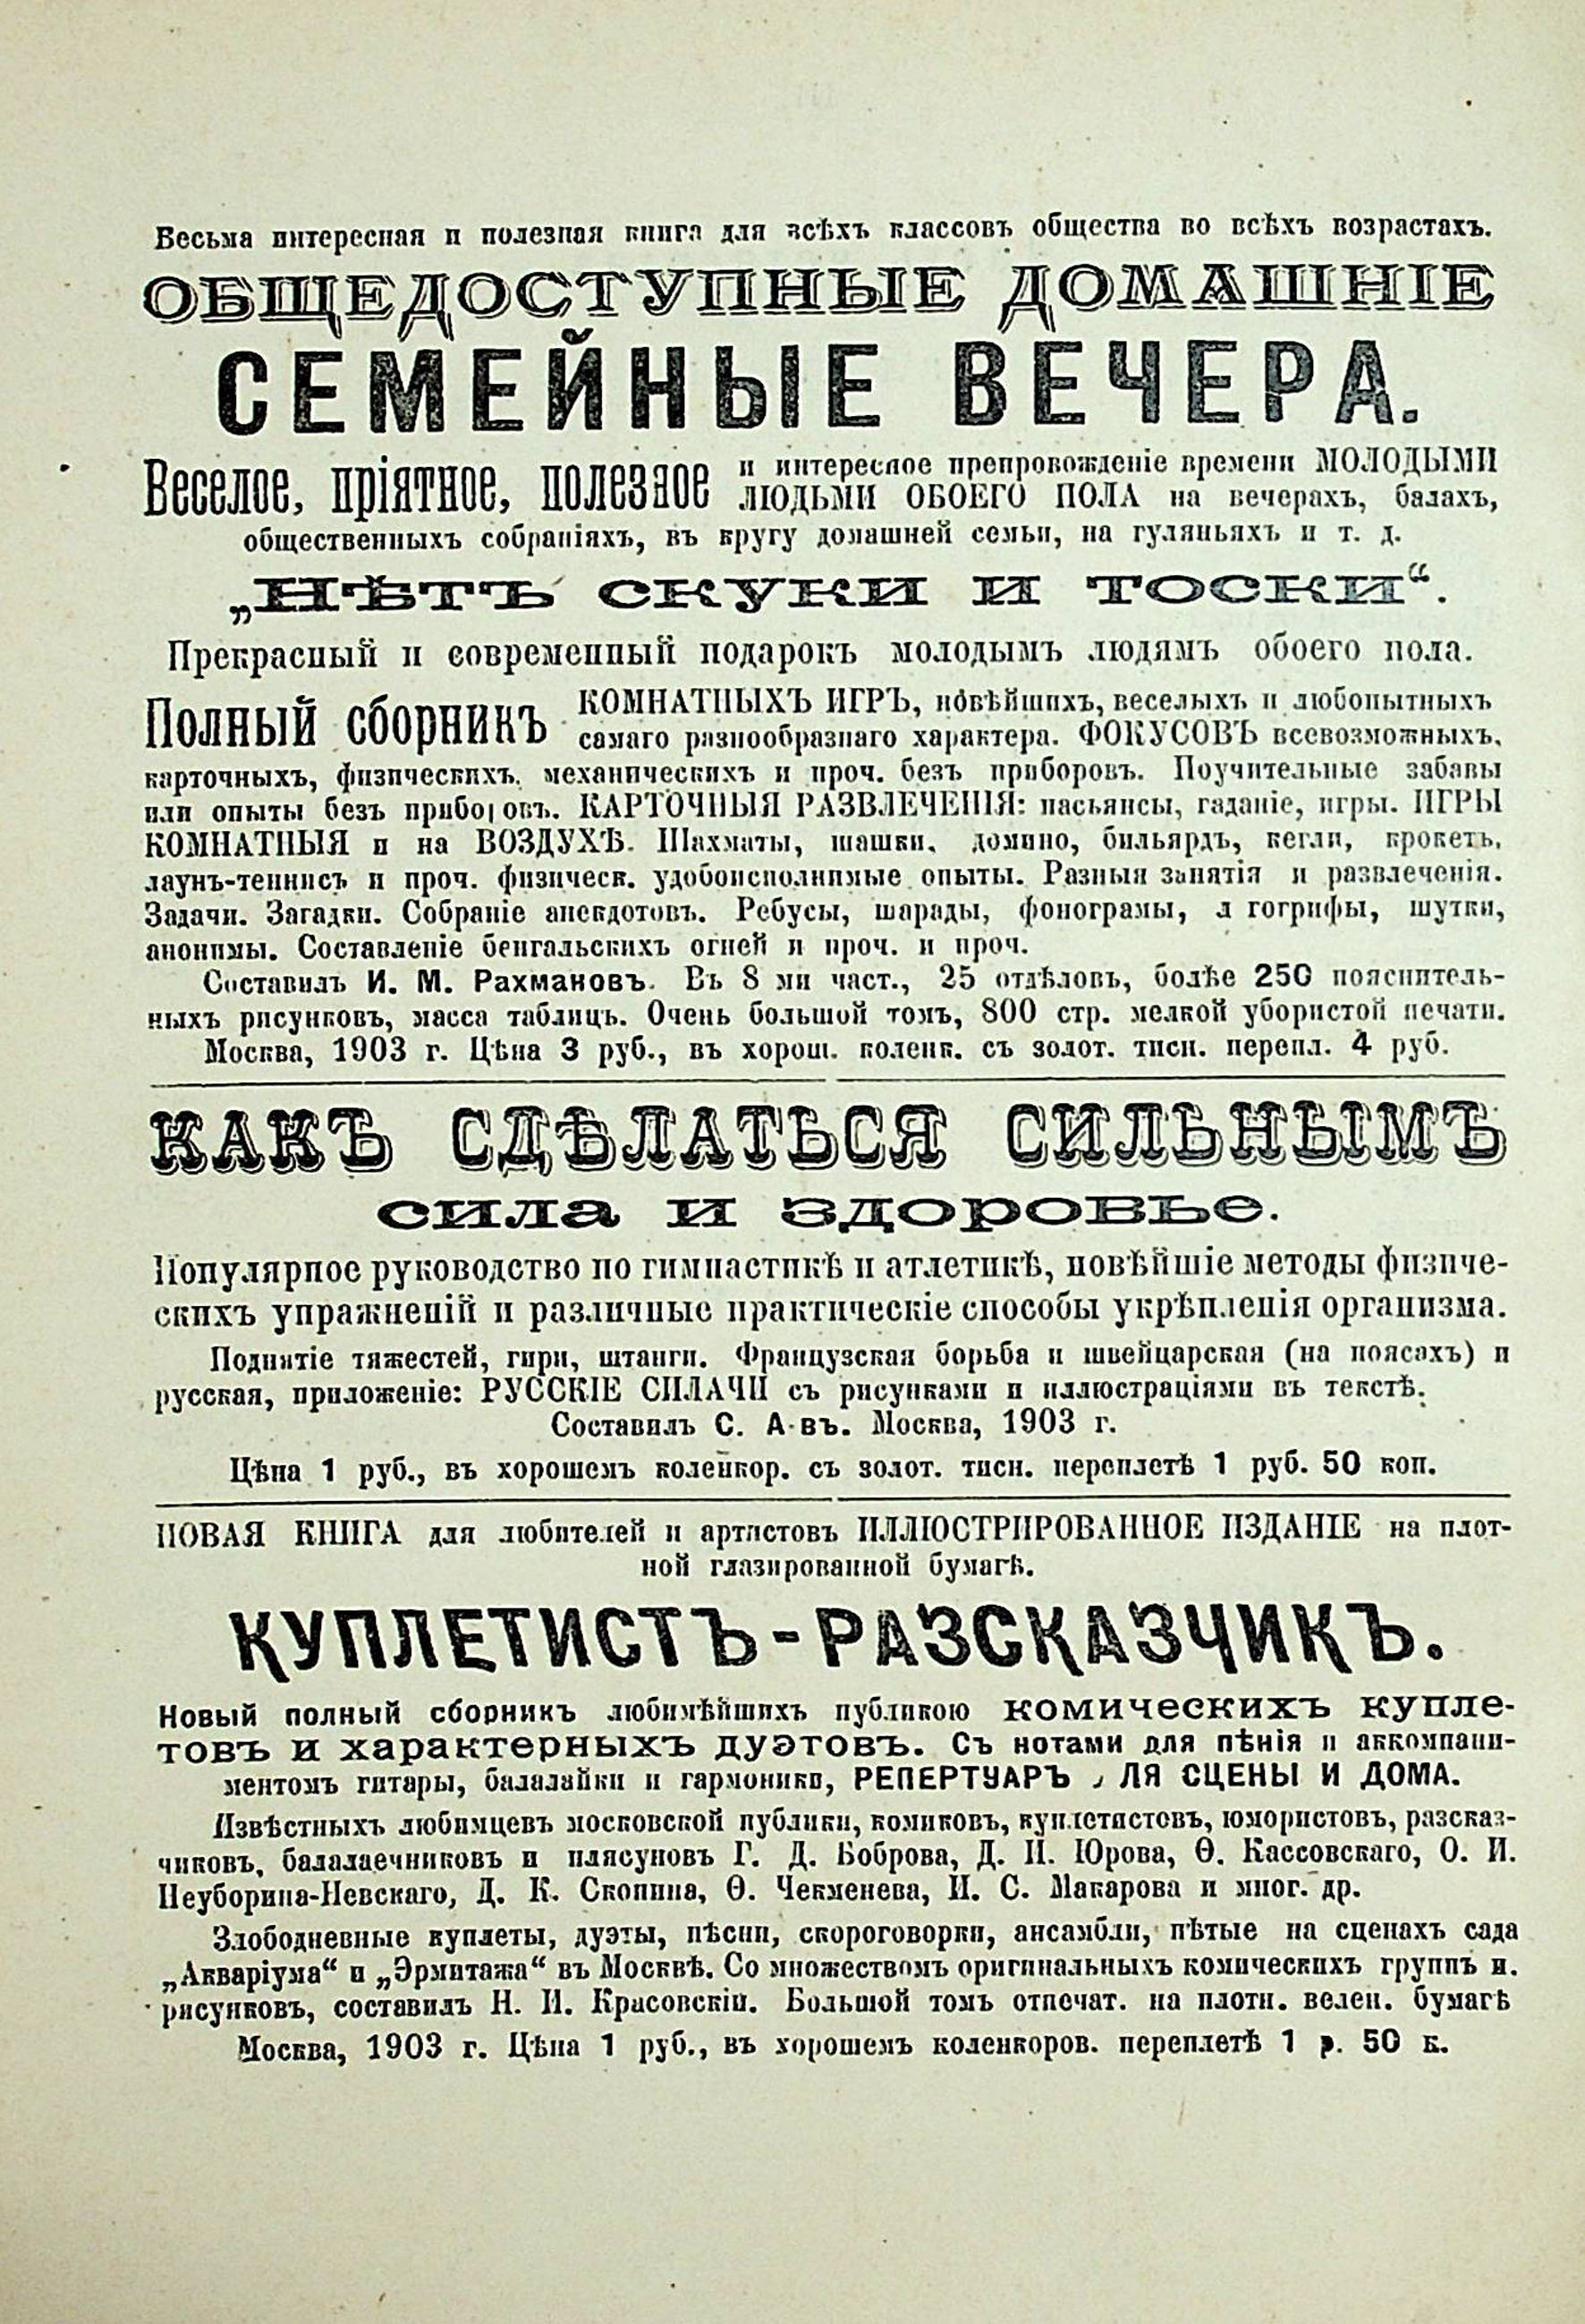 Весьма интересная и полезная книга для всѣхъ классовъ общества во всѣхъ возрастахъ.
ОБЩЕДОСТУПНЫЕ ДОМАШНІЕ
СЕМЕЙНЫЕ ВЕЧЕРА.
Веселое, пріятное, полезное и интересное препровожденіе времени МОЛОДЫМИ
ЛЮДЬМИ ОБОЕГО ПОЛА на вечерахъ, балахъ,
общественныхъ собраніяхъ, въ кругу домашней семьи, на гуляньяхъ и т. д.
„НѢТЪ СКУКИ И ТОСКИ“.
Прекрасный и современный подарокъ молодымъ людямъ обоего пола.
Полный сборникъ КОМНАТНЫХЪ ИГРЪ, новѣйшихъ, веселыхъ и любопытныхъ
самаго разнообразнаго характера. ФОКУСОВЪ всевозможныхъ,
карточныхъ, физическихъ, механическихъ и проч. безъ приборовъ. Поучительные забавы
или опыты безъ приборовъ. КАРТОЧНЫЯ РАЗВЛЕЧЕНІЯ: пасьянсы, гаданіе, игры. ИГРЫ
КОМНАТНЫЯ и на ВОЗДУХѢ. Шахматы, шашки, домино, бильярдъ, кегли, крокетъ,
лаунъ-теннисъ и проч. физическ. удобоисполнимые опыты. Разныя занятія и развлеченія.
Задачи. Загадки. Собраніе анекдотовъ. Ребусы, шарады, фонограмы, л гогрифы, шутки,
анонимы. Составленіе бенгальскихъ огней и проч. и проч.
Составилъ И. М. Рахмановъ. Въ 8 ми част., 25 отдѣловъ, болѣе 250 пояснитель-
ныхъ рисунковъ, масса таблицъ. Очень большой томъ, 800 стр. мелкой убористой печати.
Москва, 1903 г. Цѣна 3 руб., въ хорош. коленк. съ золот. тисн. перепл. 4 руб.
КАКЪ СДѢЛАТЬСЯ СИЛЬНЫМЪ
сила и здоровье.
Популярное руководство по гимнастикѣ и атлетикѣ, новѣйшіе методы физиче-
скихъ упражненій и различные практическіе способы укрѣпленія организма.
Поднятіе тяжестей, гири, штанги. Французская борьба и швейцарская (на поясахъ) и
русская, приложеніе: РУССКІЕ СИЛАЧИ съ рисунками и иллюстраціями въ текстѣ.
Составилъ С. А-въ. Москва, 1903 г.
Цѣна 1 руб., въ хорошемъ коленкор. съ золот. тисн. переплетѣ 1 руб. 50 коп.
НОВАЯ КНИГА для любителей и артистовъ ИЛЛЮСТРИРОВАННОЕ ИЗДАНІЕ на плот-
ной глазированной бумагѣ.
КУПЛЕТИСТЪ-РАЗСКАЗЧИКЪ.
Новый полный сборникъ любимѣйшихъ публикою комическихъ купле-
товъ и характерныхъ дуэтовъ. Съ нотами для пѣнія и аккомпани-
ментомъ гитары, балалайки и гармоники, РЕПЕРТУАРЪ ДЛЯ СЦЕНЫ И ДОМА.
Извѣстныхъ любимцевъ московской публики, комиковъ, куплетистовъ, юмористовъ, разсказ-
чиковъ, балалаечниковъ и плясуновъ Г. Д. Боброва, Д. И. Юрова, Ѳ. Кассовскаго, О. И.
Неуборина-Невскаго, Д. К. Скопина, Ѳ. Чекменева, И. С. Макарова и мног. др.
Злободневные куплеты, дуэты, пѣсни, скороговорки, ансамбли, пѣтые на сценахъ сада
„Акваріума“ и „Эрмитажа“ въ Москвѣ. Со множествомъ оригинальныхъ комическихъ группъ и
рисунковъ, составилъ Н. И. Красовскій. Большой томъ отпечат. на плотн. велен. бумагѣ
Москва, 1903 г. Цѣна 1 руб., въ хорошемъ коленкоров. переплетѣ 1 р. 50 к.